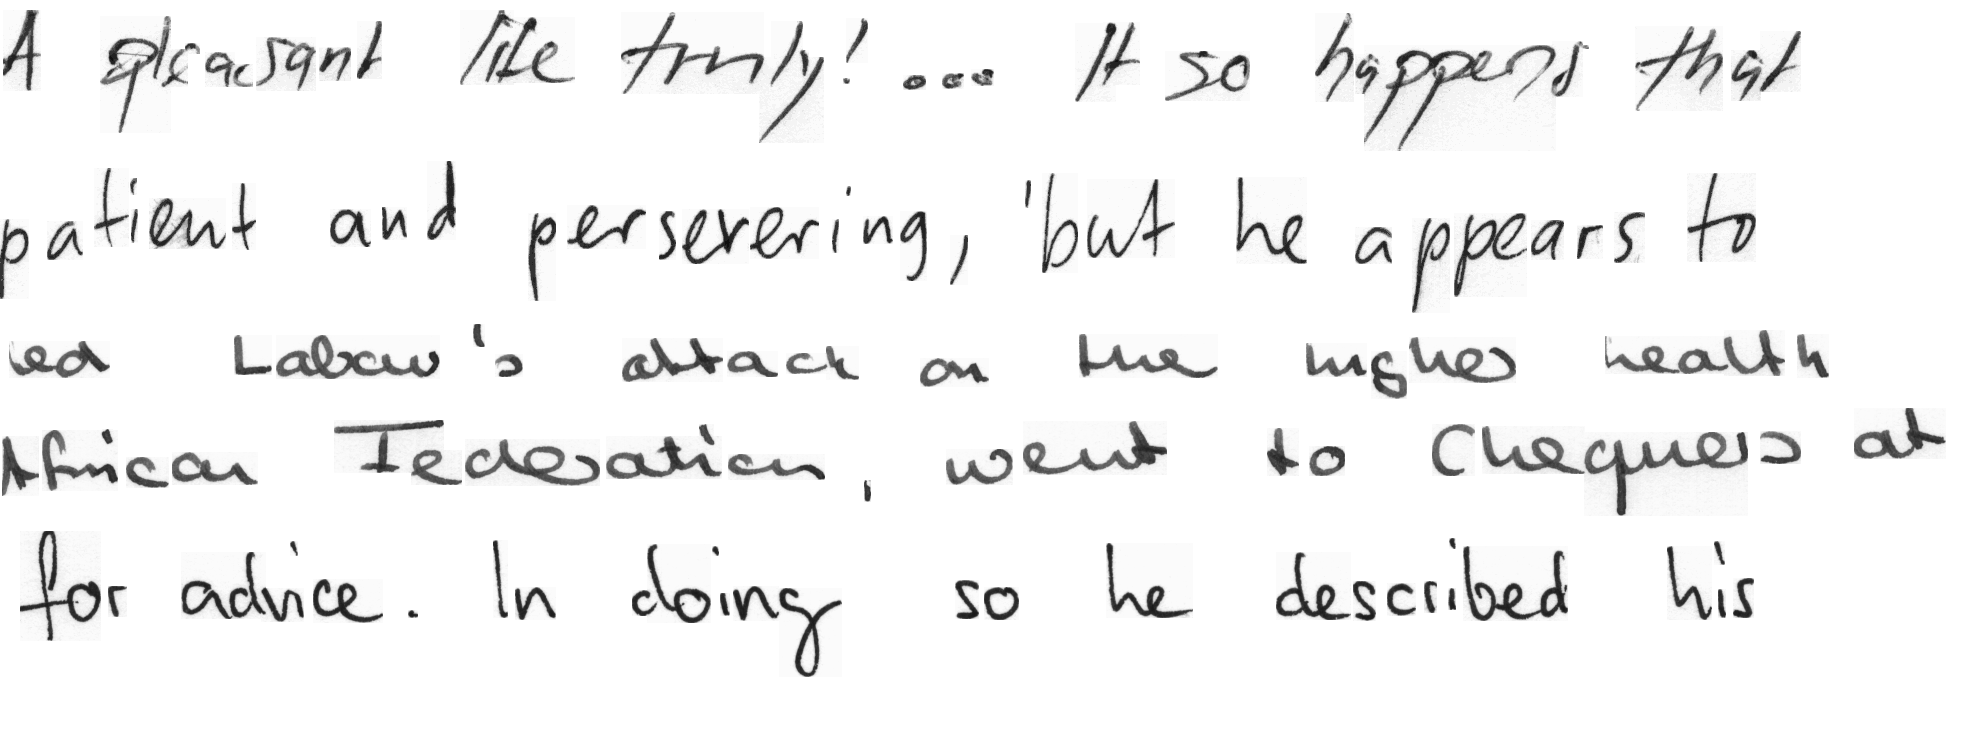 A pleasant life truly! ... It so happens that
patient and persevering, 'but he appears to
led Labour's attack on the higher health
African Federation, went to Chequers at
for advice. In doing so he described his